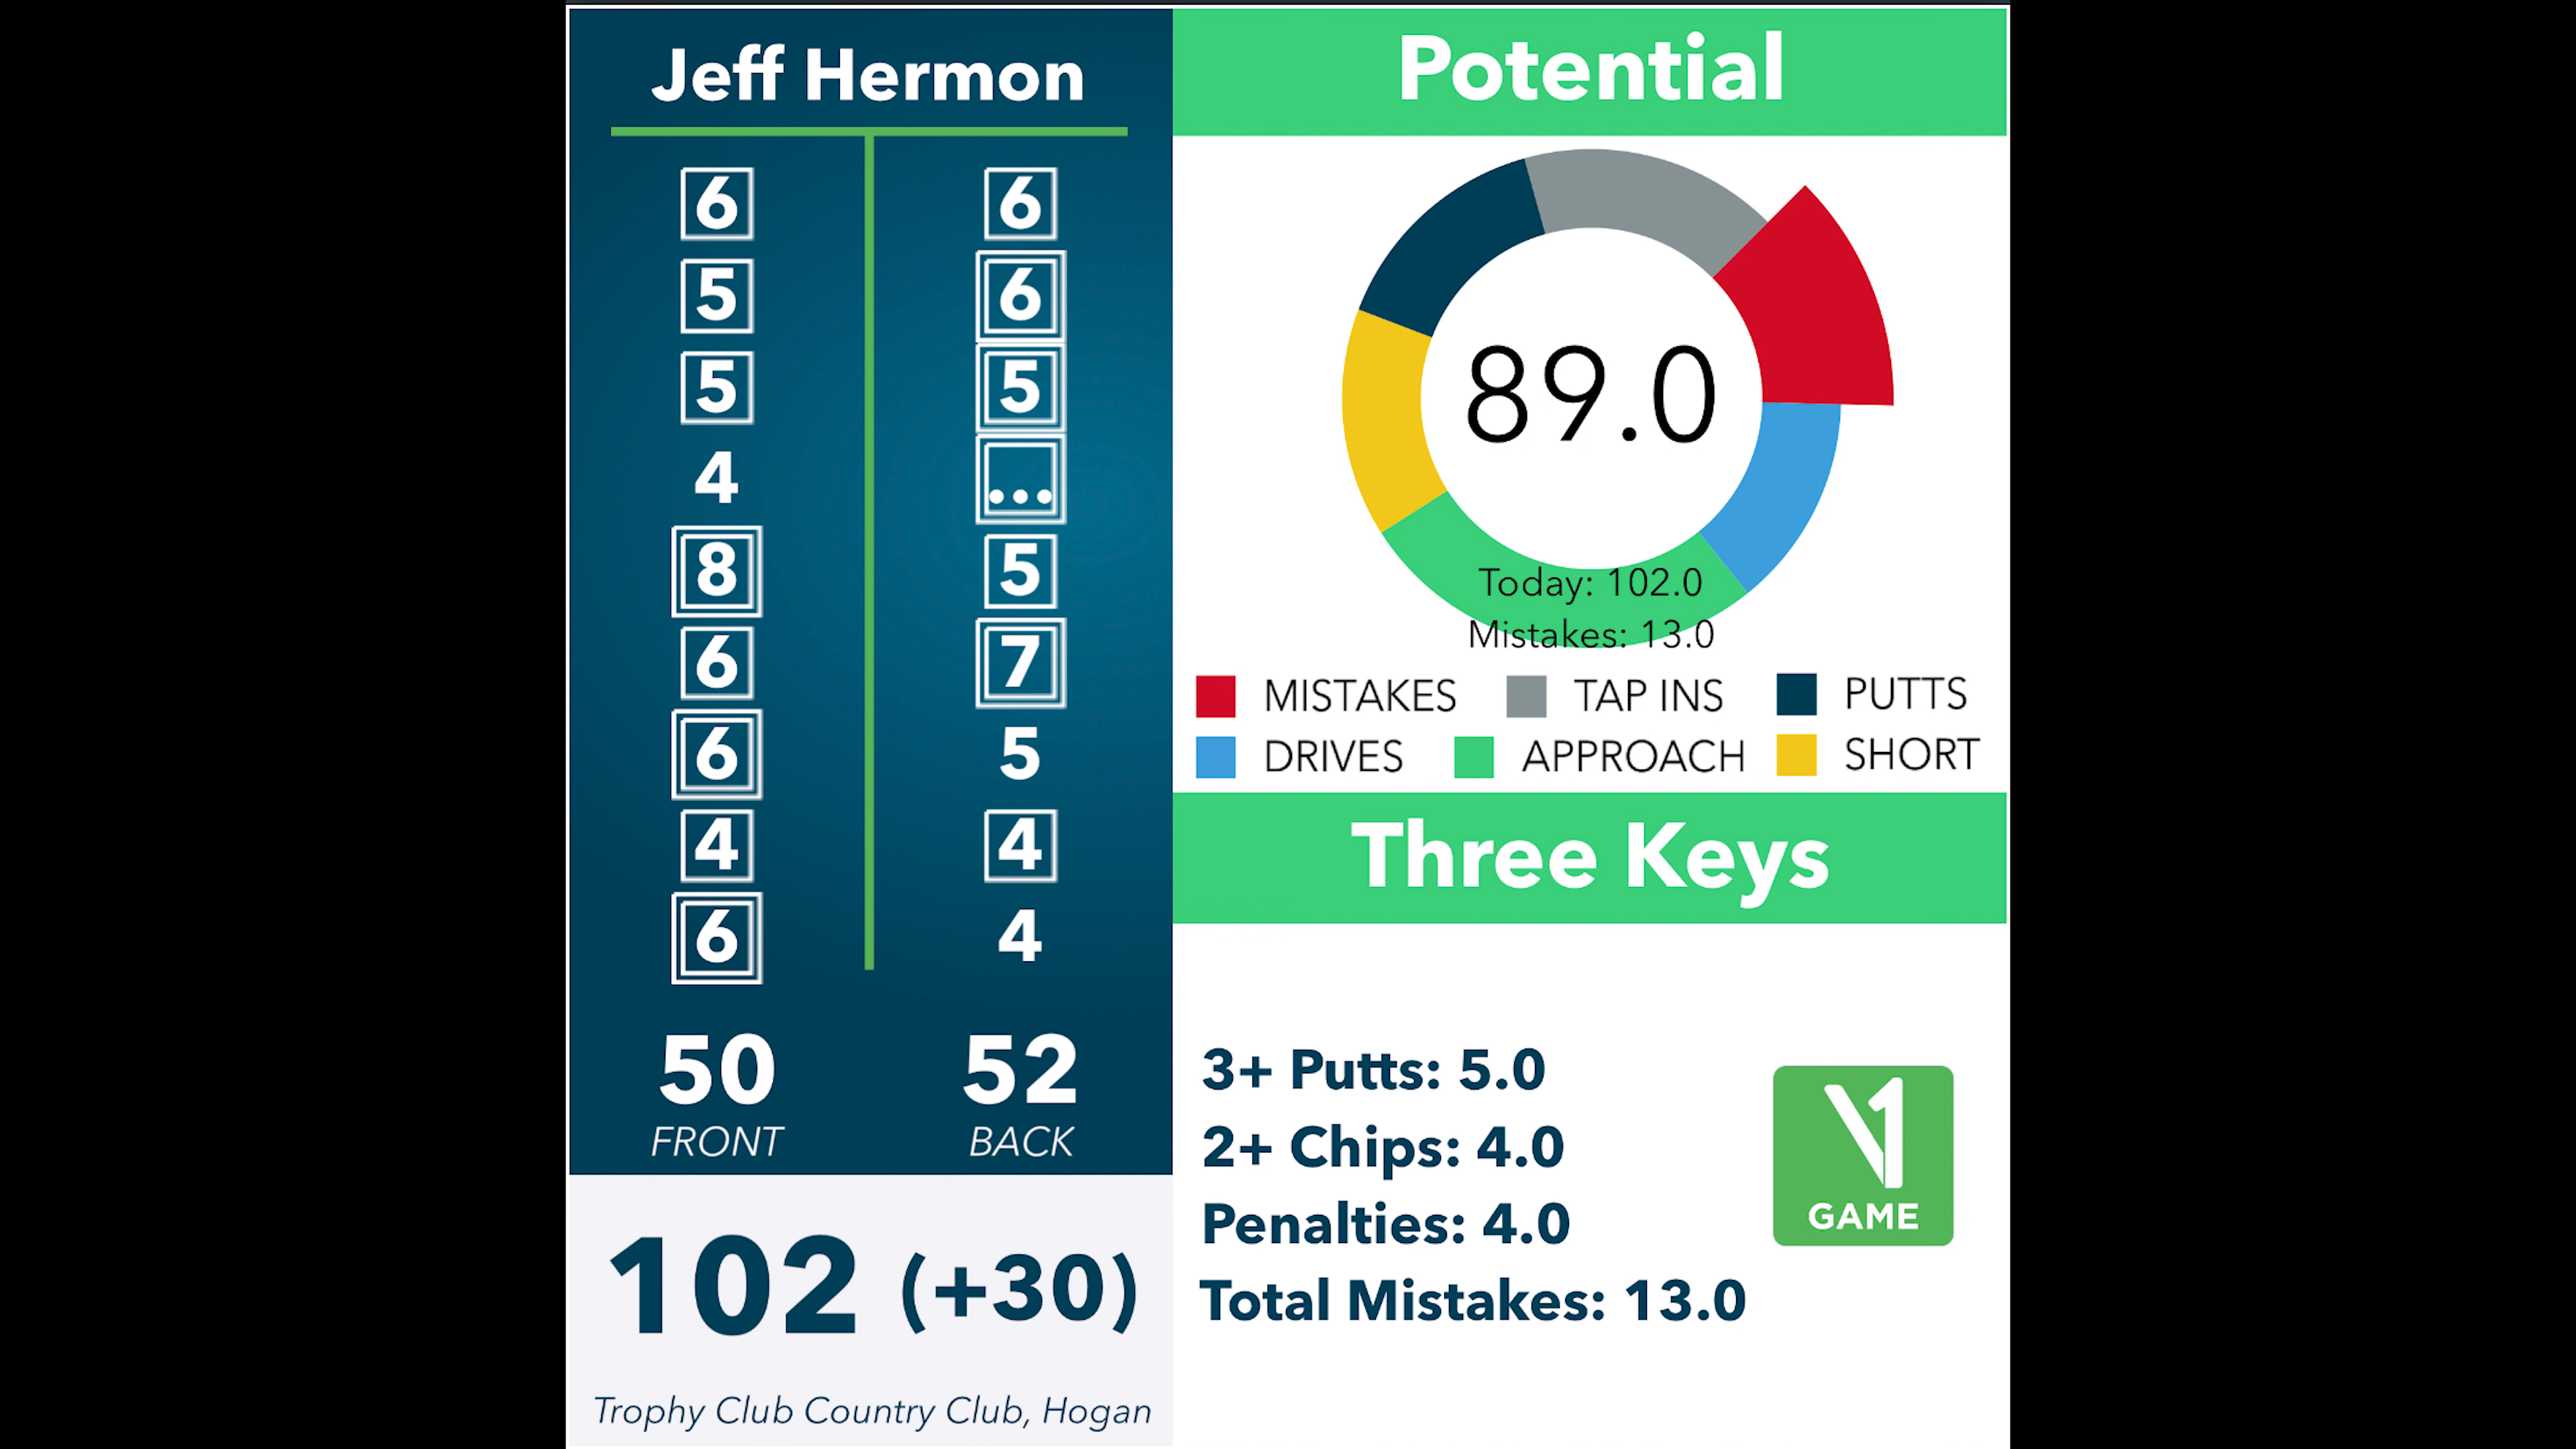 Jeff Hermon
6 6
5 6
5 5
4 ...
8 5
6 7
6 5
4 4
6 4
50 52
FRONT BACK
102 (+30)
Trophy Club Country Club, Hogan
Potential
89.0
Today: 102.0
Mistakes: 13.0
MISTAKES TAP INS PUTTS
DRIVES APPROACH SHORT
Three Keys
3+ Putts: 5.0
2+ Chips: 4.0
Penalties: 4.0
Total Mistakes: 13.0
V1
GAME